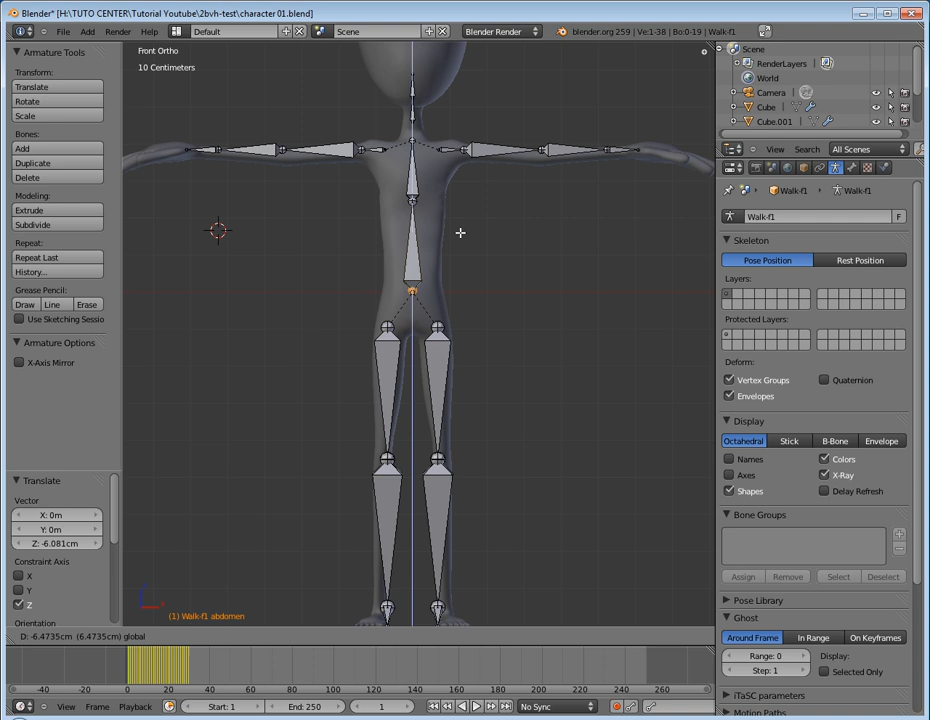 Blender* [H:\TUTO CENTER\Tutorial Youtube\2bvh-test\character 01.blend]
File Add Render Help Default Scene Blender Render blender.org 259 | Ve:1-38 | Bo:0-19 | Walk-f1
Armature Tools
Transform:
Translate
Rotate
Scale
Bones:
Add
Duplicate
Delete
Modeling:
Extrude
Subdivide
Repeat:
Repeat Last
History...
Grease Pencil:
Draw Line Erase
Use Sketching Sessio
Armature Options
X-Axis Mirror
Translate
Vector
X: 0m
Y: 0m
Z: -6.081cm
Constraint Axis
X
Y
Z
Orientation
Front Ortho
10 Centimeters
(1) Walk-f1 abdomen
D: -6.4735cm (6.4735cm) global
-40 -20 0 20 40 60 80 100 120 140 160 180 200 220 240 260
View Frame Playback Start: 1 End: 250 1 No Sync
Scene
RenderLayers
World
Camera
Cube
Cube.001
View Search All Scenes
Walk-f1 Walk-f1
Walk-f1 F
Skeleton
Pose Position Rest Position
Layers:
Protected Layers:
Deform:
Vertex Groups Quaternion
Envelopes
Display
Octahedral Stick B-Bone Envelope
Names Colors
Axes X-Ray
Shapes Delay Refresh
Bone Groups
Assign Remove Select Deselect
Pose Library
Ghost
Around Frame In Range On Keyframes
Range: 0 Display:
Step: 1 Selected Only
iTaSC parameters
Motion Paths